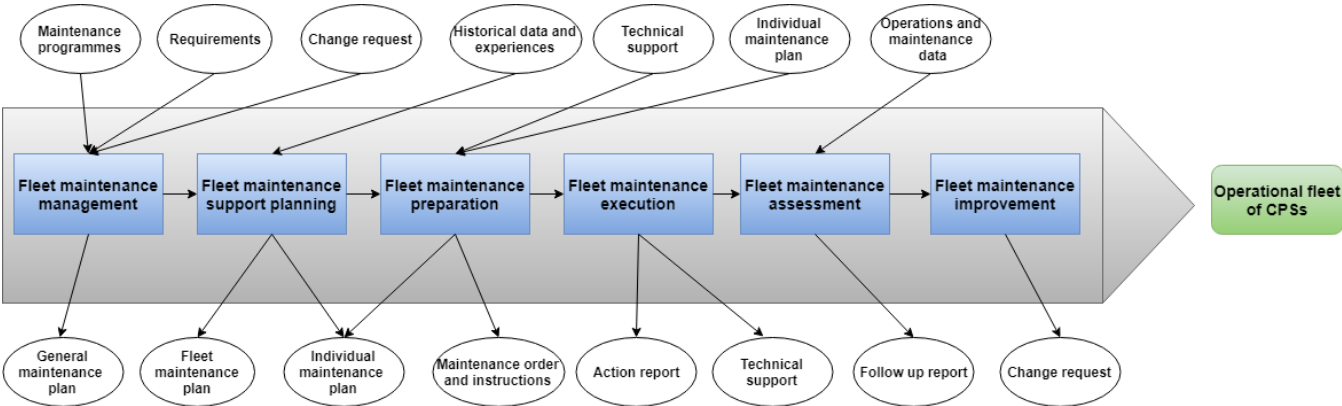 Maintenance
programmes
Requirements
Change request
Historical data and
experiences
Technical
support
Individual
maintenance
plan
Operations and
maintenance
data
Fleet maintenance
management
Fleet maintenance
support planning
Fleet maintenance
preparation
Fleet maintenance
execution
Fleet maintenance
assessment
Fleet maintenance
improvement
Operational fleet
of CPSs
General
maintenance
plan
Fleet
maintenance
plan
Individual
maintenance
plan
Maintenance order
and instructions
Action report
Technical
support
Follow up report
Change request